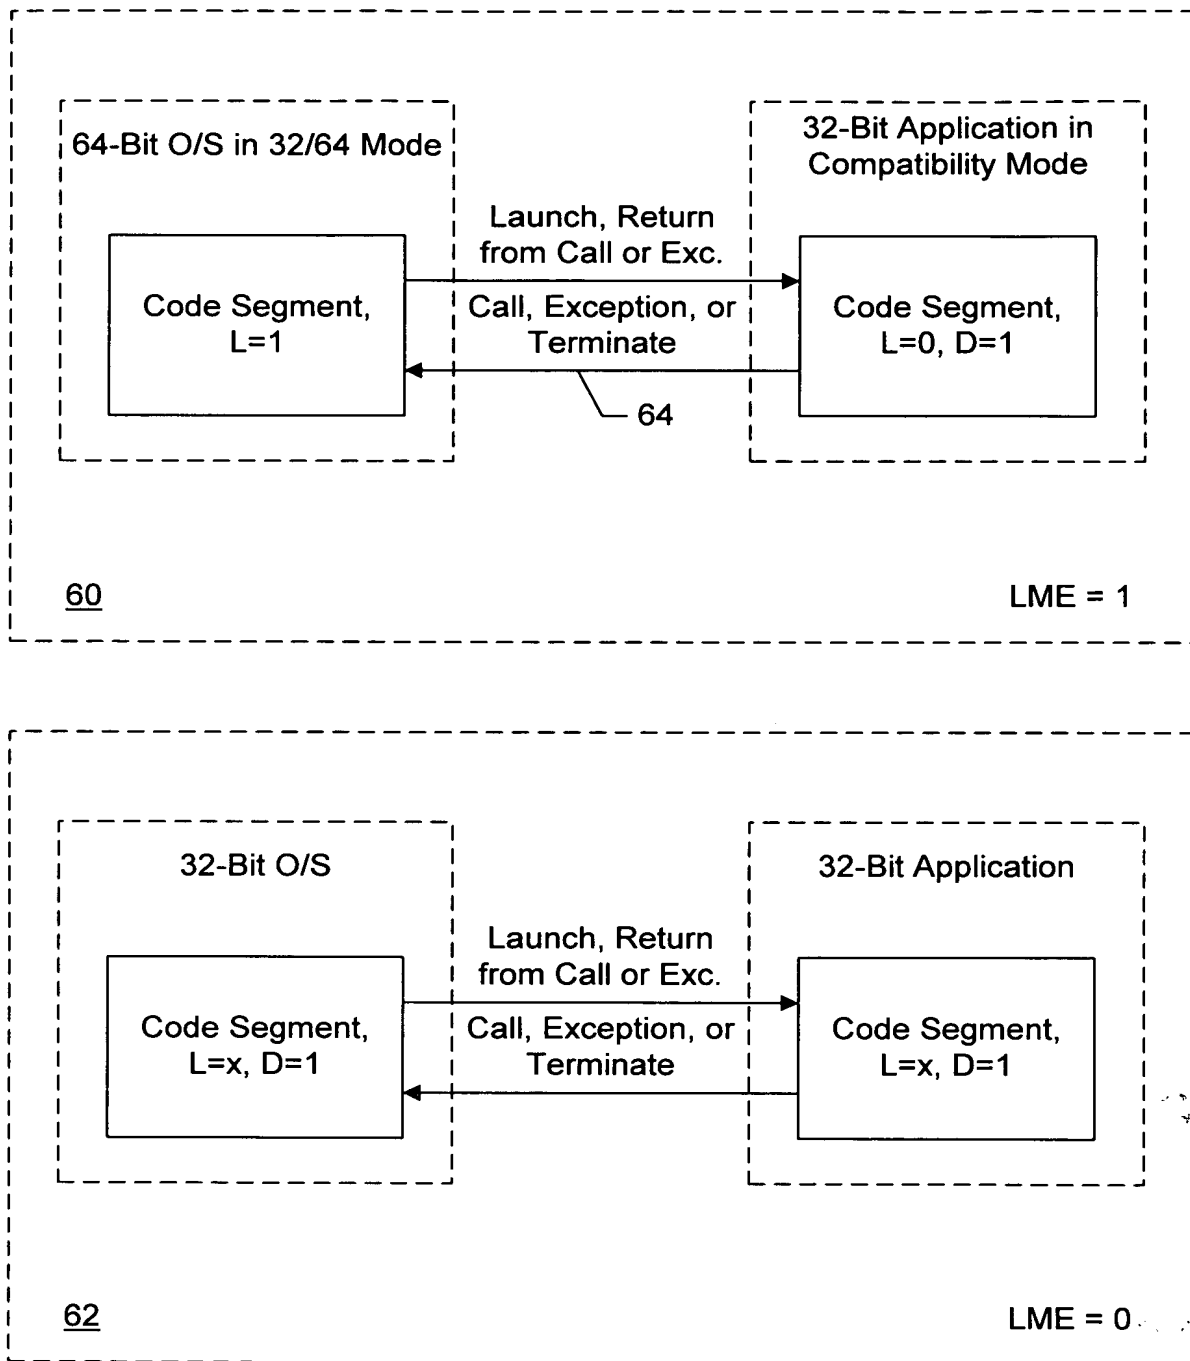 64-Bit O/S in 32/64 Mode
32-Bit Application in
Compatibility Mode
Launch, Return
from Call or Exc.
Code Segment,
L=1
Call, Exception, or
Terminate
Code Segment,
L=0, D=1
64
60
LME = 1
32-Bit O/S
32-Bit Application
Launch, Return
from Call or Exc.
Code Segment,
L=x, D=1
Call, Exception, or
Terminate
Code Segment,
L=x, D=1
62
LME = 0